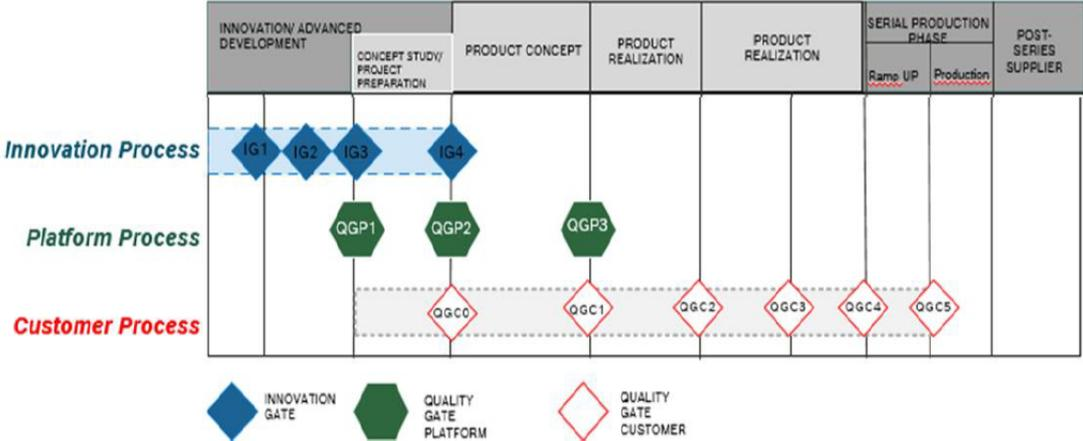 INNOVATION/ ADVANCED
DEVELOPMENT
CONCEPT STUDY/
PROJECT
PREPARATION
PRODUCT CONCEPT
PRODUCT
REALIZATION
PRODUCT
REALIZATION
SERIAL PRODUCTION
PHASE
Ramp UP
Production
POST-
SERIES
SUPPLIER
Innovation Process
IG1
IG2
IG3
IG4
Platform Process
QGP1
QGP2
QGP3
Customer Process
QGC0
QGC1
QGC2
QGC3
QGC4
QGC5
INNOVATION
GATE
QUALITY
GATE
PLATFORM
QUALITY
GATE
CUSTOMER